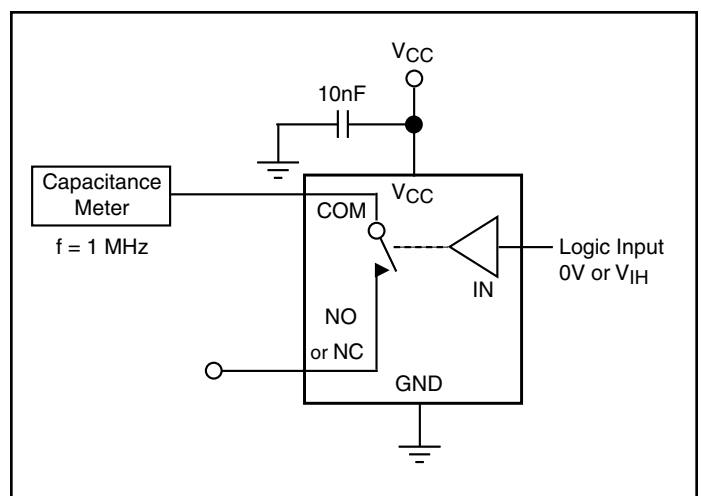 VCC
10nF
VCC
Capacitance
Meter
f = 1 MHz
COM
Logic Input
0V or VIH
IN
NO
or NC
GND